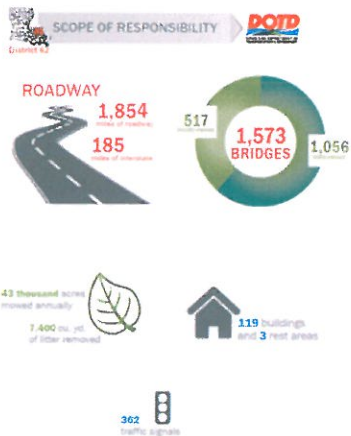 SCOPE OF RESPONSIBILITY
DOTD
District 62
ROADWAY
1,854
miles of roadway
185
miles of interstate
517
1,573
BRIDGES
1,056
43 thousand acres
mowed annually
7,400 cu. yd.
of litter removed
119 buildings
and 3 rest areas
362
traffic signals